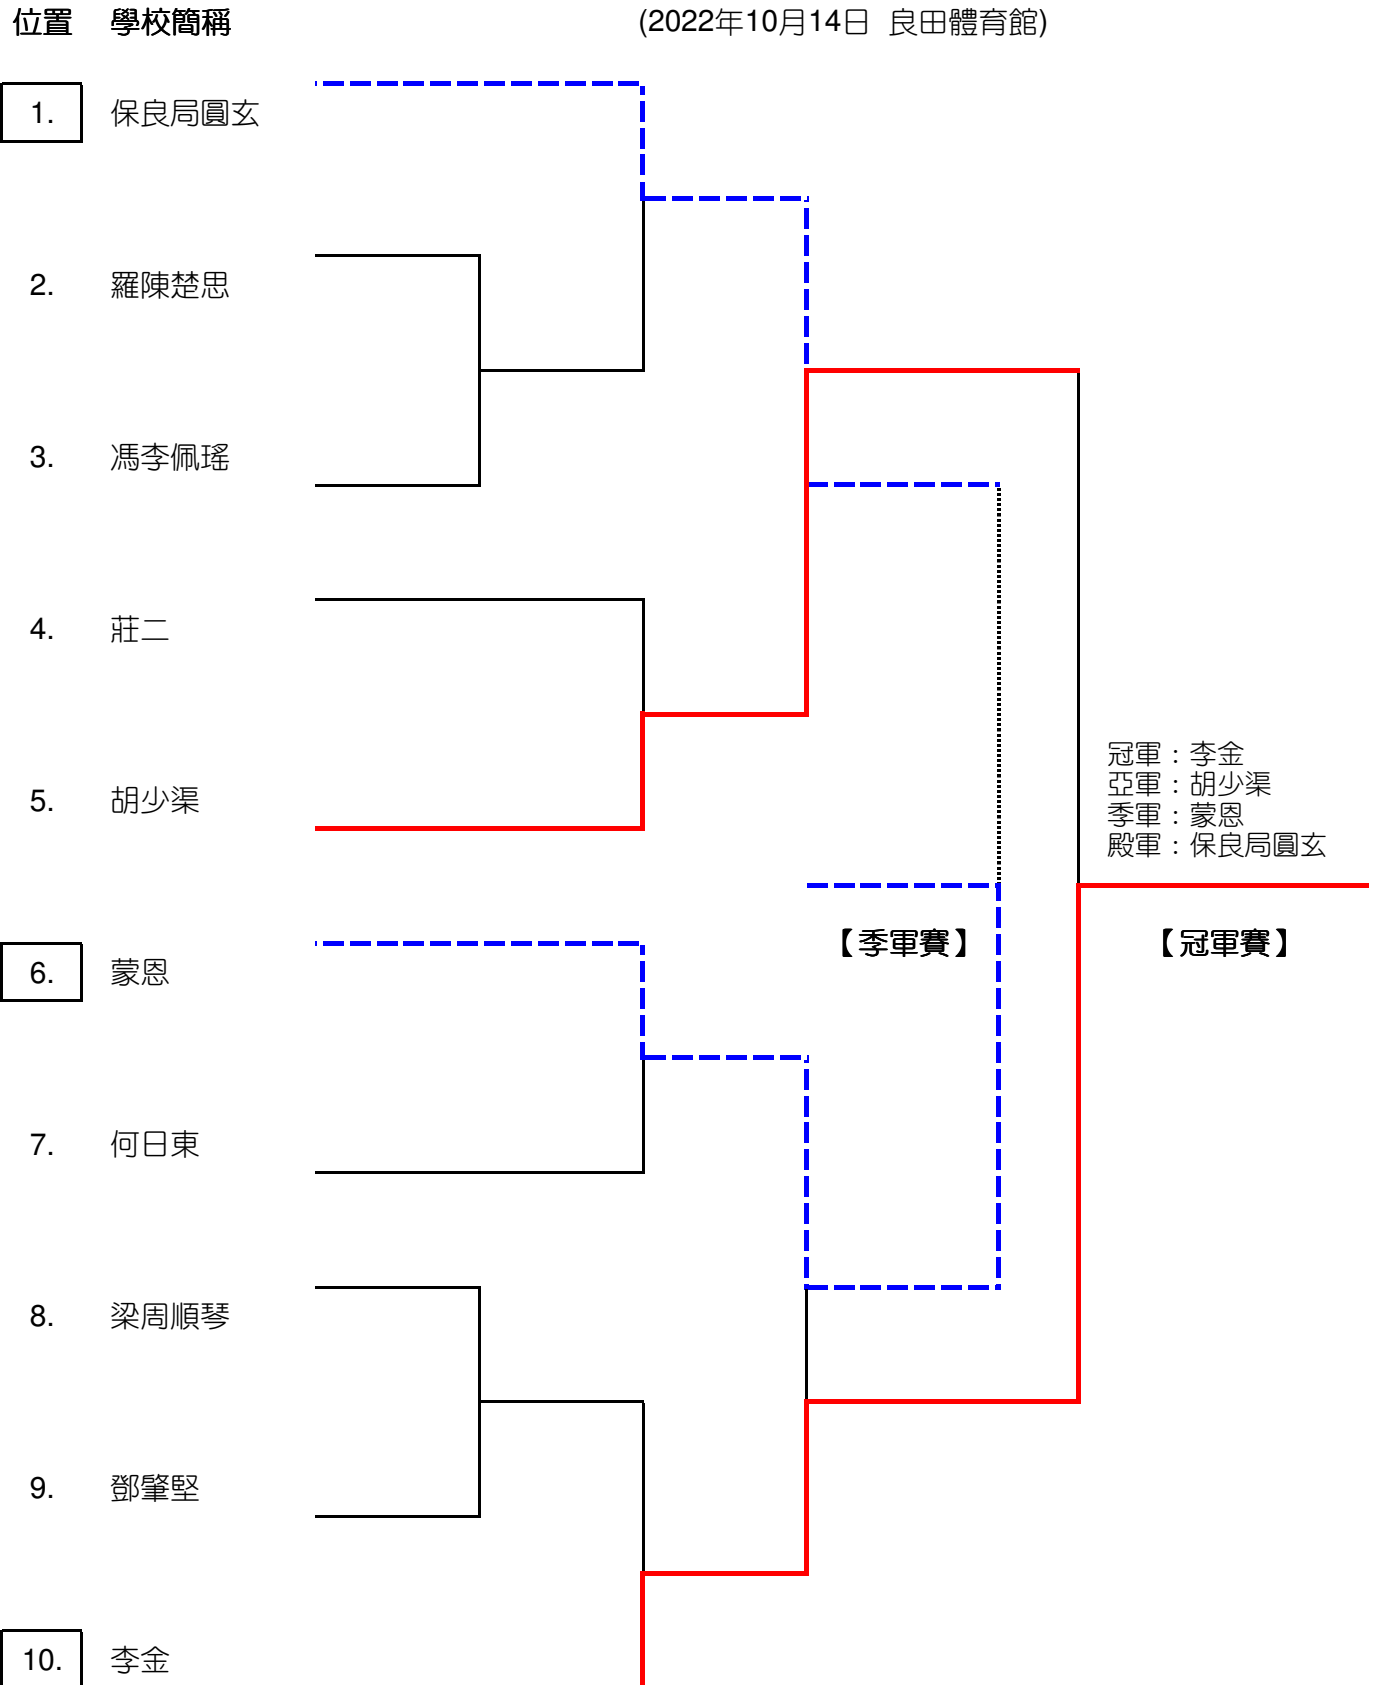 位置 學校簡稱 (2022年10月14日 良田體育館)
1. 保良局圓玄
2. 羅陳楚思
3. 馮李佩瑤
4. 莊二
5. 胡少渠
冠軍：李金
亞軍：胡少渠
季軍：蒙恩
殿軍：保良局圓玄
【季軍賽】 【冠軍賽】
6. 蒙恩
7. 何日東
8. 梁周順琴
9. 鄧肇堅
10. 李金